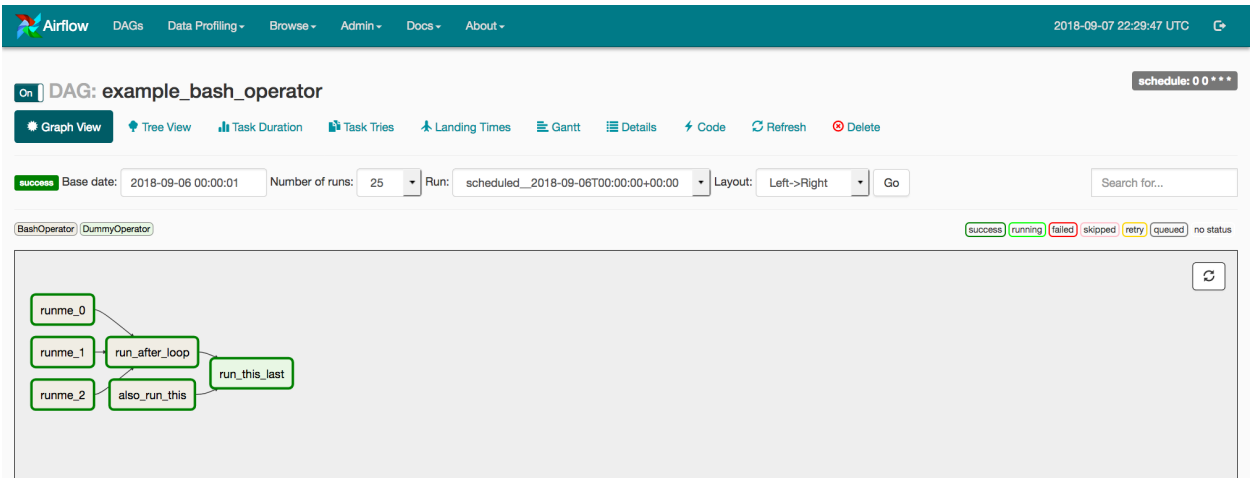 Airflow DAGs Data Profiling Browse Admin Docs About 2018-09-07 22:29:47 UTC
schedule: 0 0 * * *
On DAG: example_bash_operator
Graph View Tree View Task Duration Task Tries Landing Times Gantt Details Code Refresh Delete
success Base date: 2018-09-06 00:00:01 Number of runs: 25 Run: scheduled__2018-09-06T00:00:00+00:00 Layout: Left->Right Go Search for...
BashOperator DummyOperator success running failed skipped retry queued no status
runme_0
runme_1 run_after_loop
run_this_last
runme_2 also_run_this